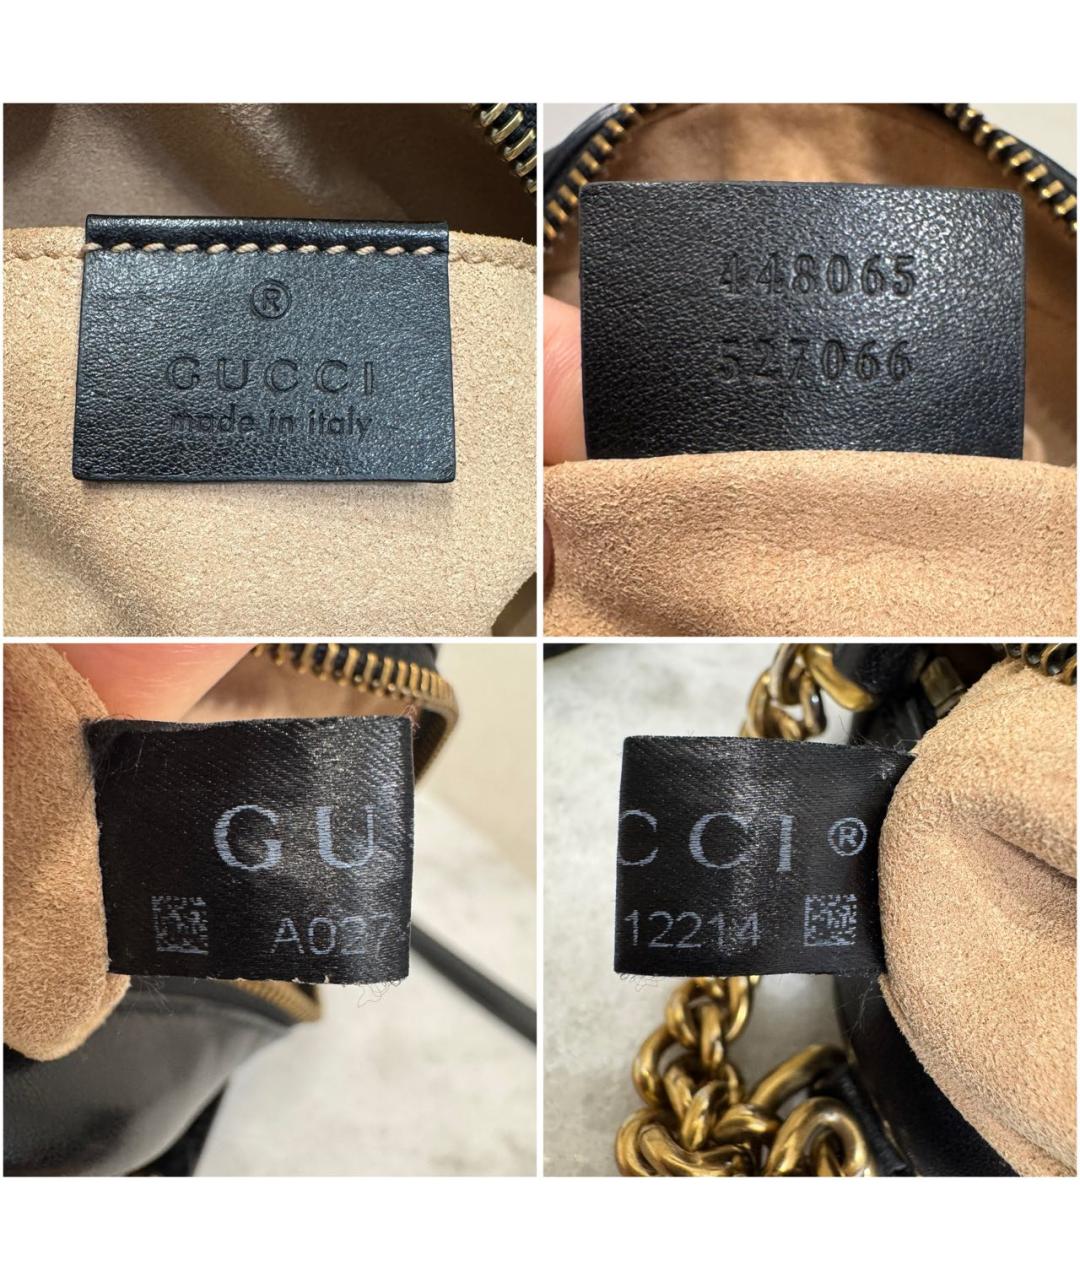 ®
GUCCI
made in italy
448065
527066
GU
A027
CCI®
12214